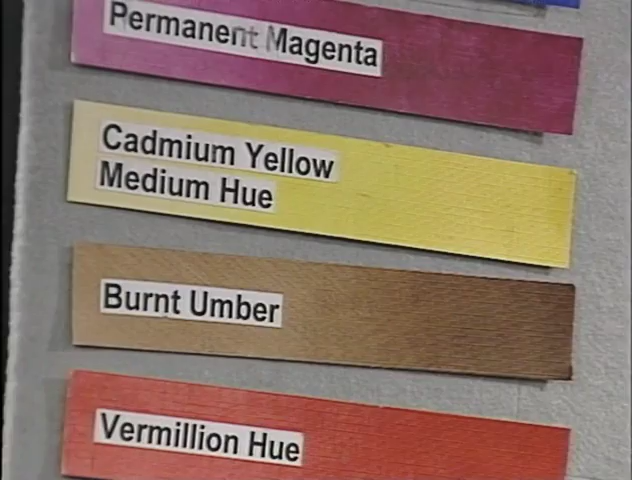 Permanent Magenta
Cadmium Yellow
Medium Hue
Burnt Umber
Vermillion Hue